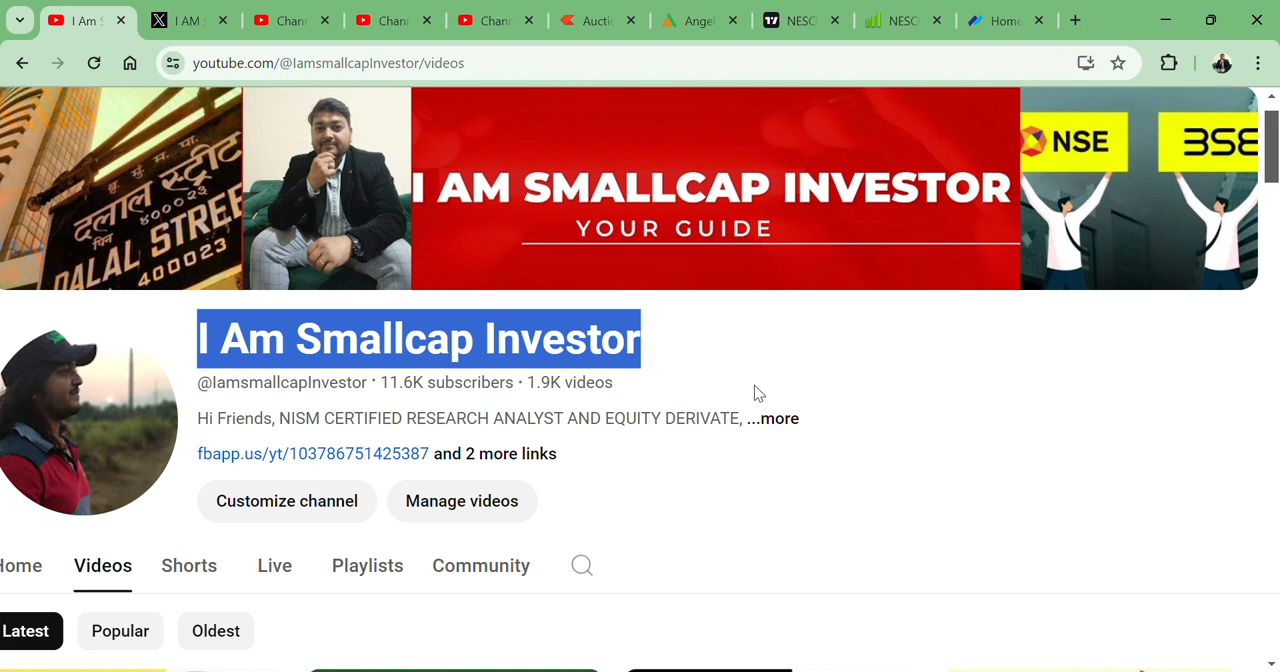 I Am S
I AM
Chan
Chan
Chan
Aucti
Angel
NESC
NESC
Home
youtube.com/@IamsmallcapInvestor/videos
मुं. म. पा.
दलाल स्ट्रीट
पिन ४०००२३
DALAL STREE
400023
I AM SMALLCAP INVESTOR
YOUR GUIDE
NSE
BSE
I Am Smallcap Investor
@IamsmallcapInvestor · 11.6K subscribers · 1.9K videos
Hi Friends, NISM CERTIFIED RESEARCH ANALYST AND EQUITY DERIVATE, ...more
fbapp.us/yt/103786751425387 and 2 more links
Customize channel Manage videos
Home Videos Shorts Live Playlists Community
Latest Popular Oldest